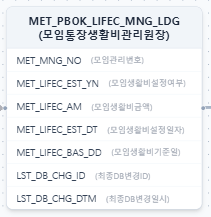 MET_PBOK_LIFEC_MNG_LDG
(모임통장생활비관리원장)
MET_MNG_NO (모임관리번호)
MET_LIFEC_EST_YN (모임생활비설정여부)
MET_LIFEC_AM (모임생활비금액)
MET_LIFEC_EST_DT (모임생활비설정일자)
MET_LIFEC_BAS_DD (모임생활비기준일)
LST_DB_CHG_ID (최종DB변경ID)
LST_DB_CHG_DTM (최종DB변경일시)